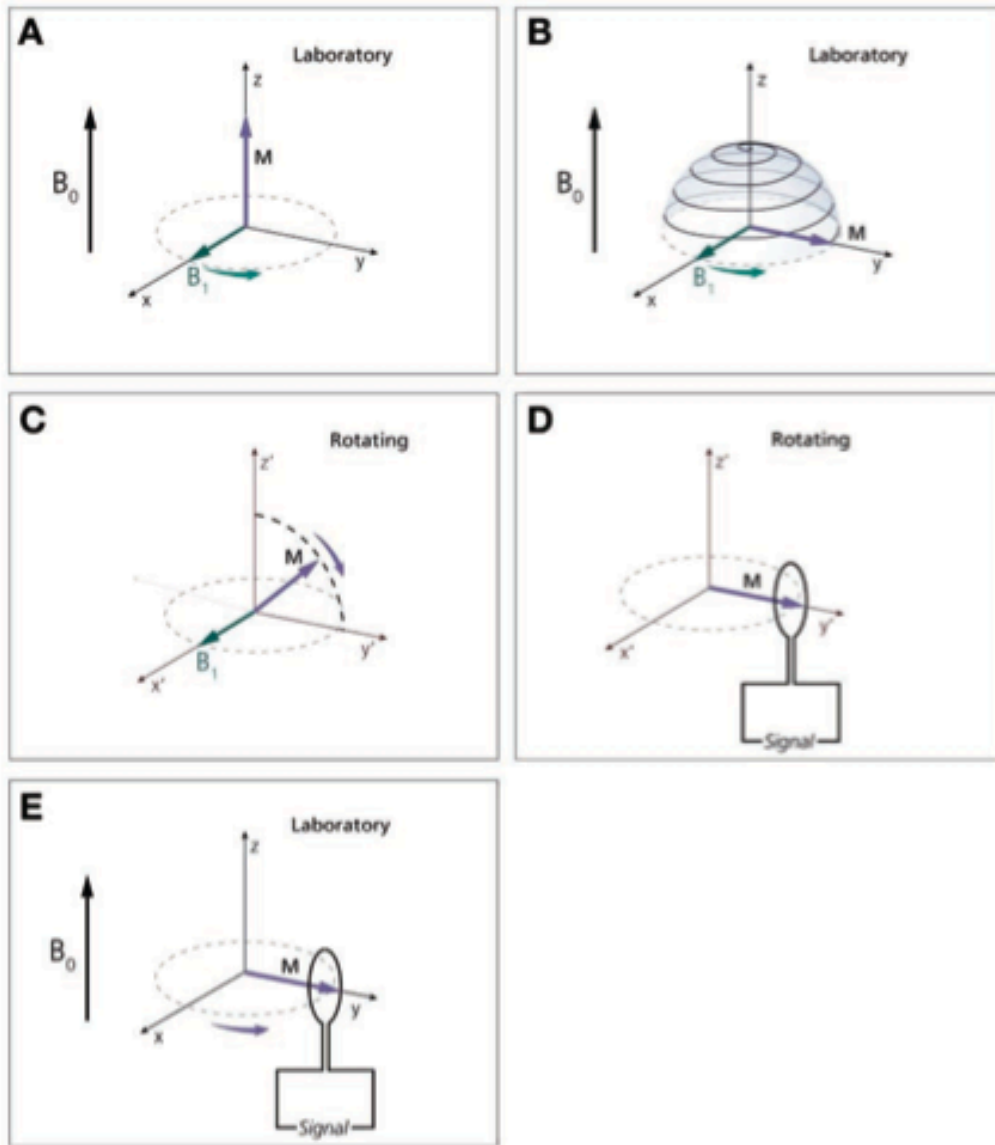 A
Laboratory
z
M
B₀
y
B₁
x
B
Laboratory
z
B₀
M
y
B₁
x
C
Rotating
z'
M
y'
B₁
x'
D
Rotating
z'
M
y'
x'
Signal
E
Laboratory
z
B₀
M
y
x
Signal